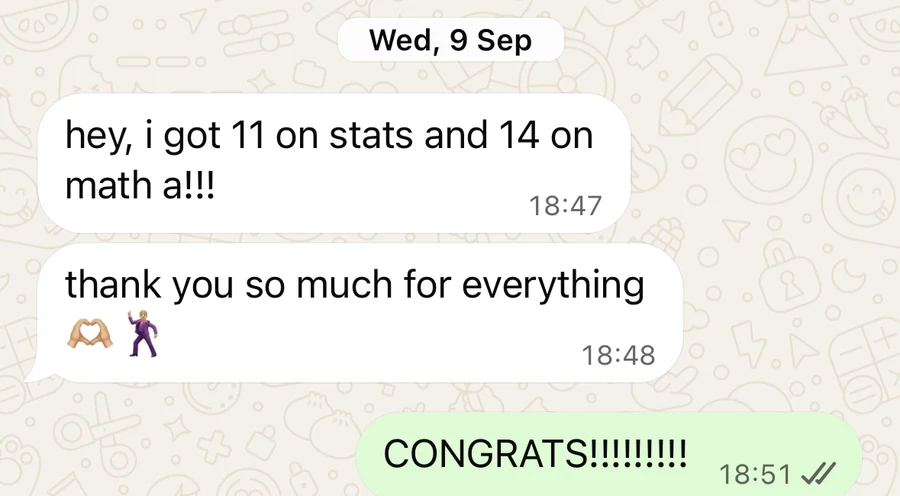 Wed, 9 Sep
hey, i got 11 on stats and 14 on
math a!!!
18:47
thank you so much for everything
🫶🏼🕺🏼
18:48
CONGRATS!!!!!!!!!
18:51